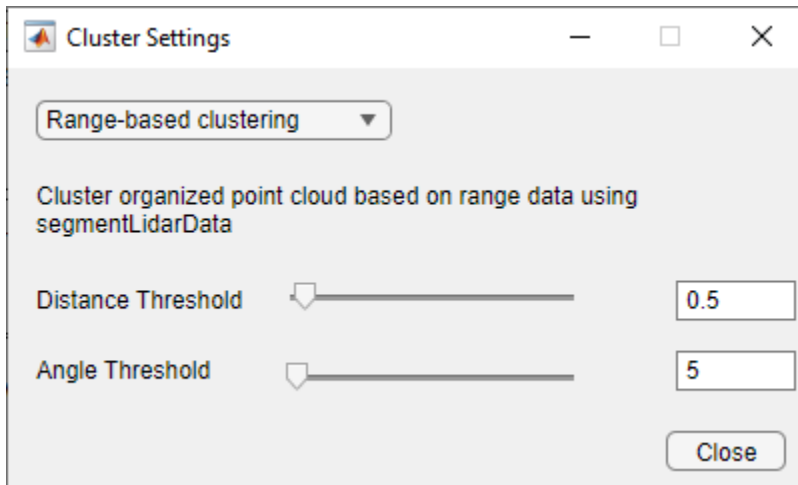 Cluster Settings
Range-based clustering
Cluster organized point cloud based on range data using
segmentLidarData
Distance Threshold 0.5
Angle Threshold 5
Close